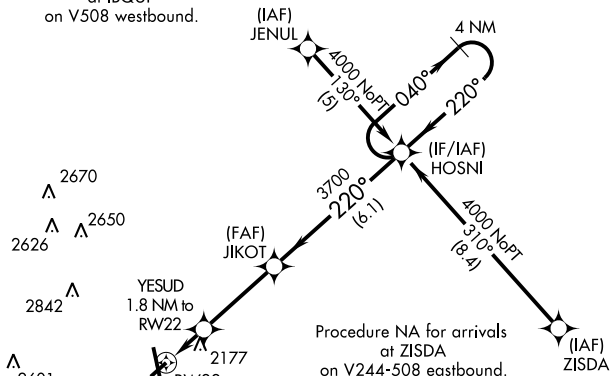 on V508 westbound.
(IAF)
JENUL
4 NM
4000 NoPT
130°
(5)
040°
220°
(IF/IAF)
HOSNI
2670
2626
2650
3700
220°
(6.1)
4000 NoPT
310°
(8.4)
(FAF)
JIKOT
2842
YESUD
1.8 NM to
RW22
2177
Procedure NA for arrivals
at ZISDA
on V244-508 eastbound.
(IAF)
ZISDA